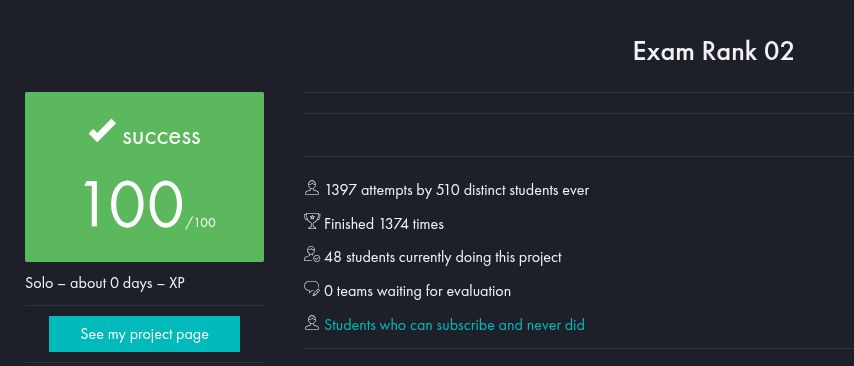 Exam Rank 02
success
100/100
Solo – about 0 days – XP
See my project page
1397 attempts by 510 distinct students ever
Finished 1374 times
48 students currently doing this project
0 teams waiting for evaluation
Students who can subscribe and never did